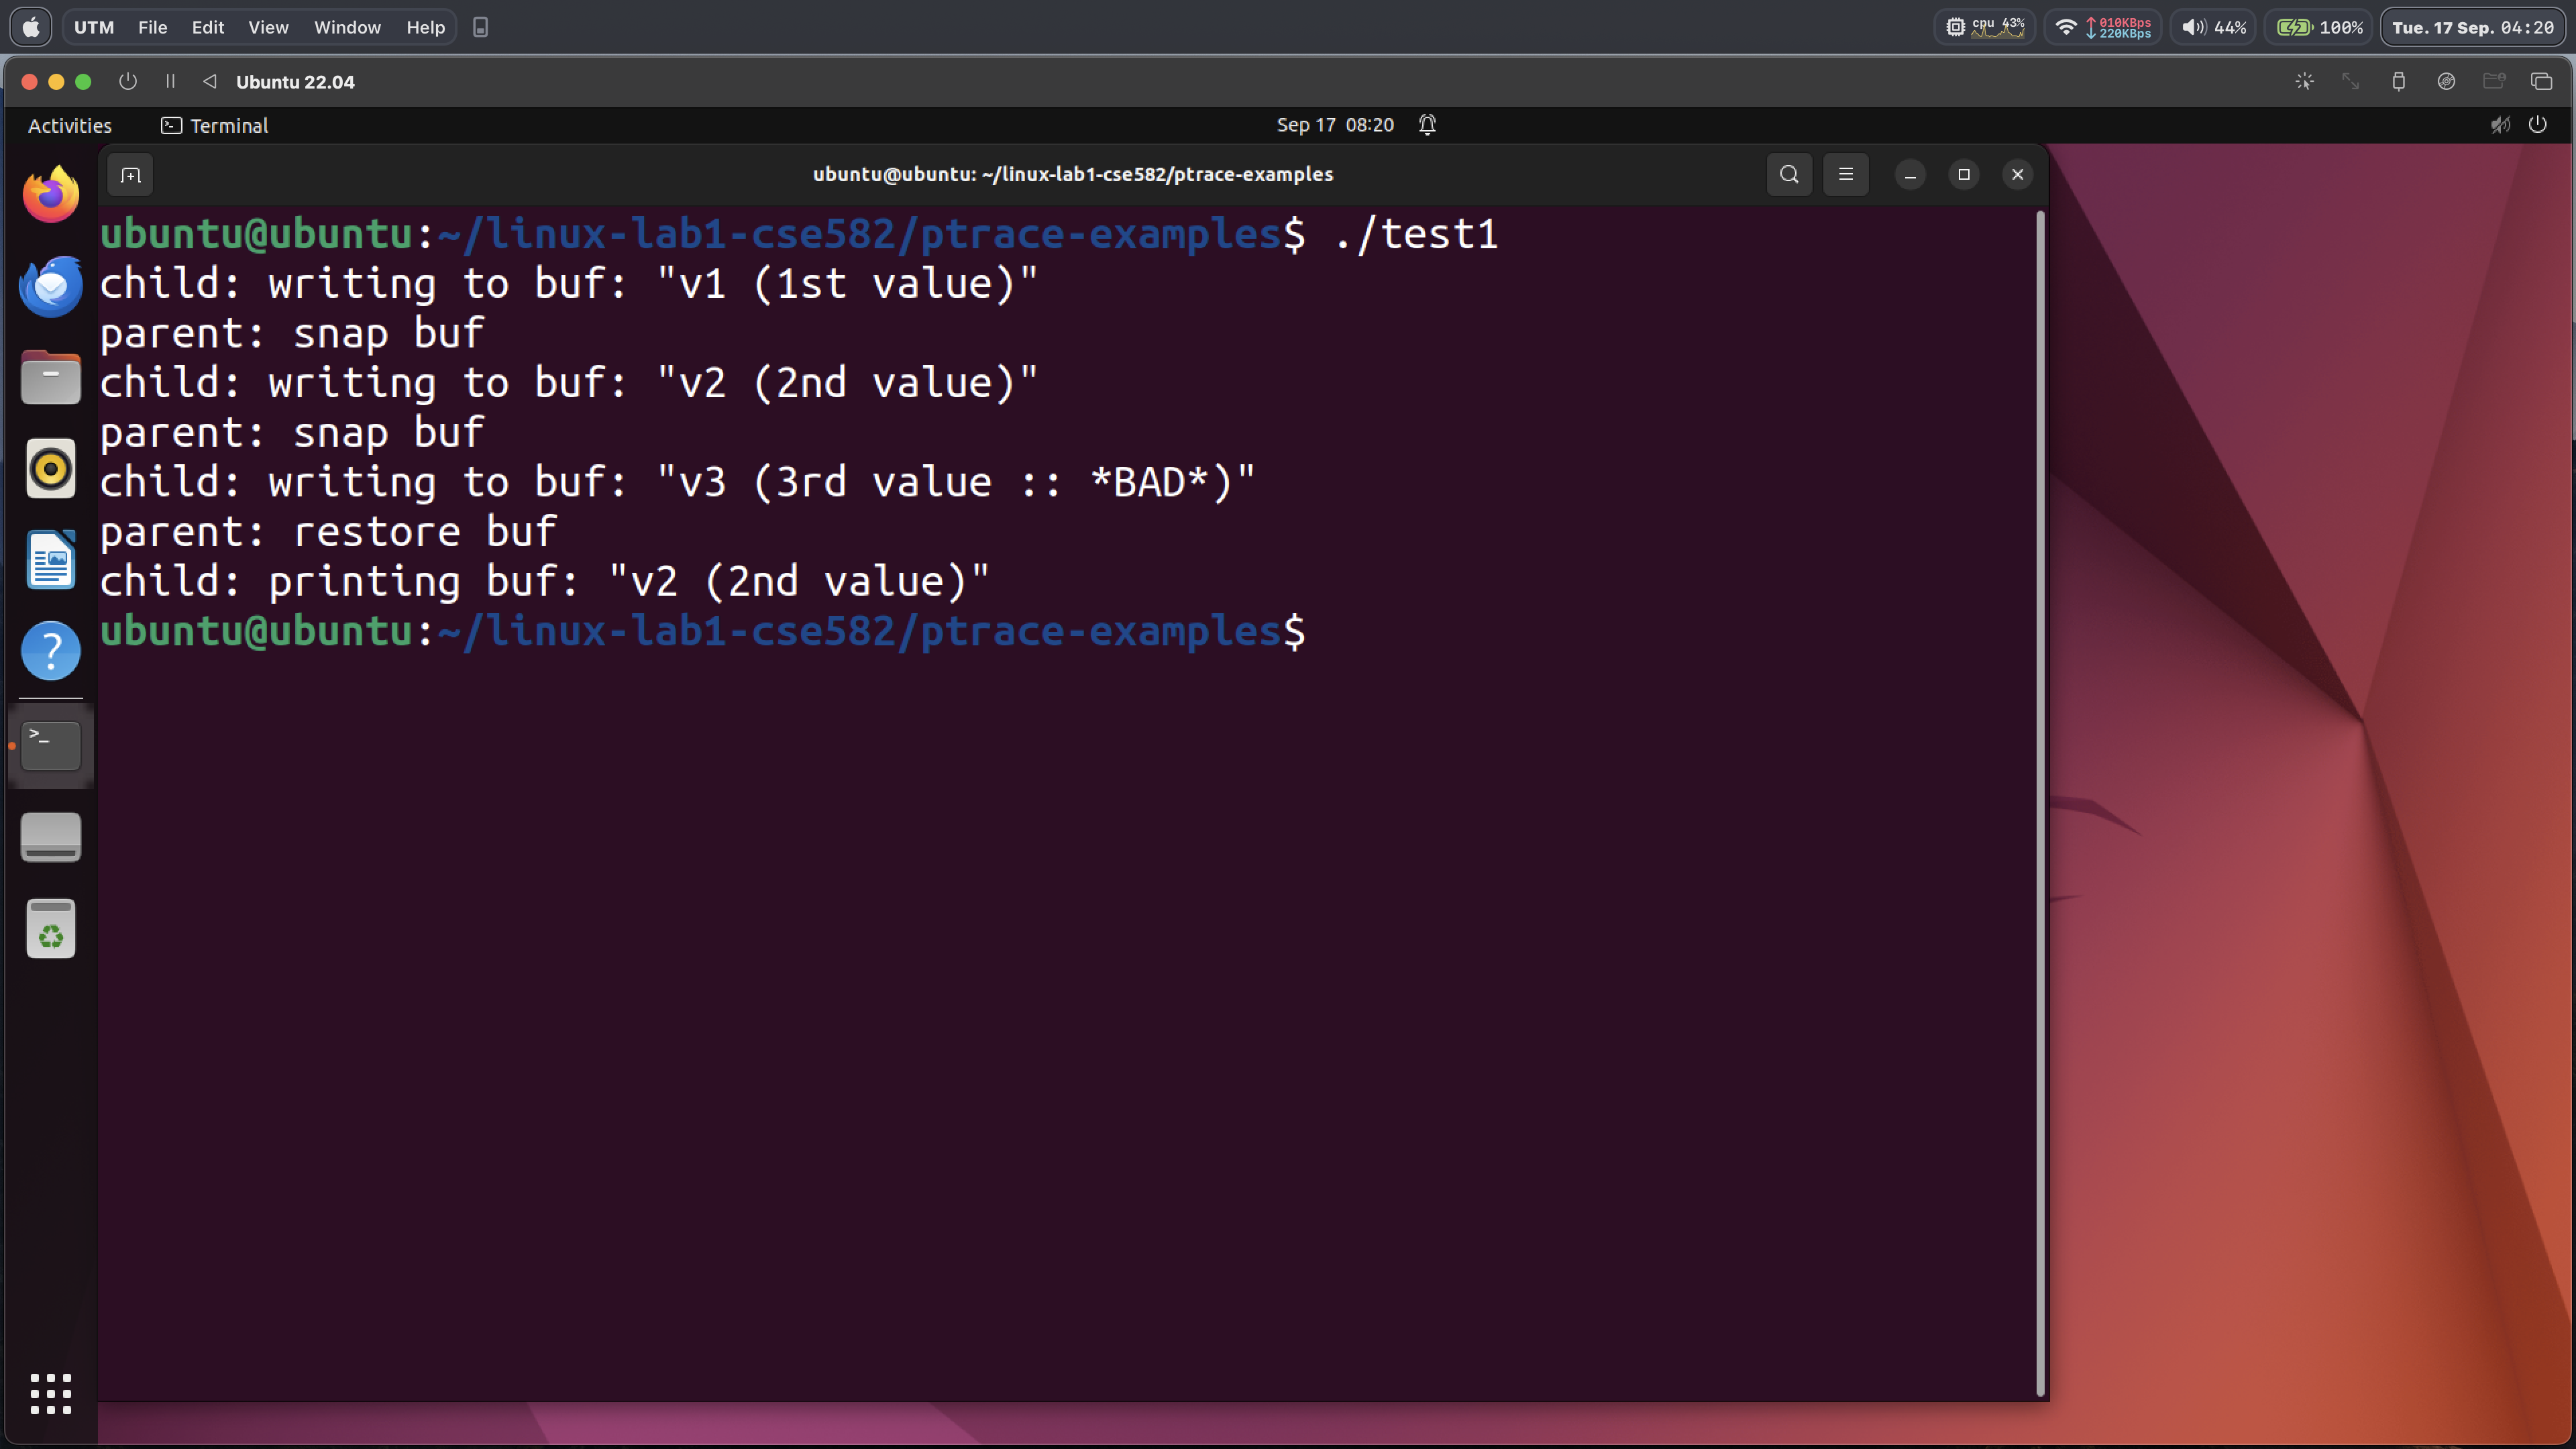 UTM File Edit View Window Help
cpu 43% 010KBps 220KBps 44% 100% Tue. 17 Sep. 04:20
Ubuntu 22.04
Activities Terminal Sep 17 08:20
ubuntu@ubuntu: ~/linux-lab1-cse582/ptrace-examples
ubuntu@ubuntu:~/linux-lab1-cse582/ptrace-examples$ ./test1
child: writing to buf: "v1 (1st value)"
parent: snap buf
child: writing to buf: "v2 (2nd value)"
parent: snap buf
child: writing to buf: "v3 (3rd value :: *BAD*)"
parent: restore buf
child: printing buf: "v2 (2nd value)"
ubuntu@ubuntu:~/linux-lab1-cse582/ptrace-examples$